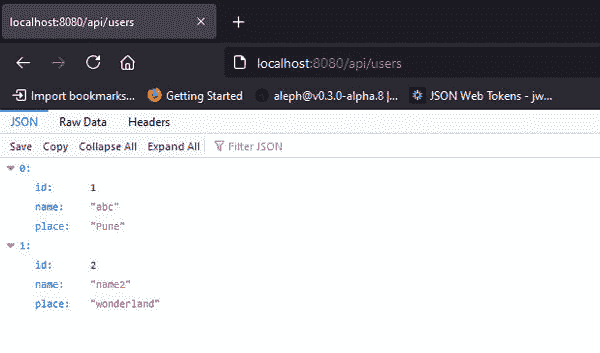 localhost:8080/api/users
localhost:8080/api/users
Import bookmarks... Getting Started aleph@v0.3.0-alpha.8 |... JSON Web Tokens - jw...
JSON Raw Data Headers
Save Copy Collapse All Expand All Filter JSON
0:
id: 1
name: "abc"
place: "Pune"
1:
id: 2
name: "name2"
place: "wonderland"